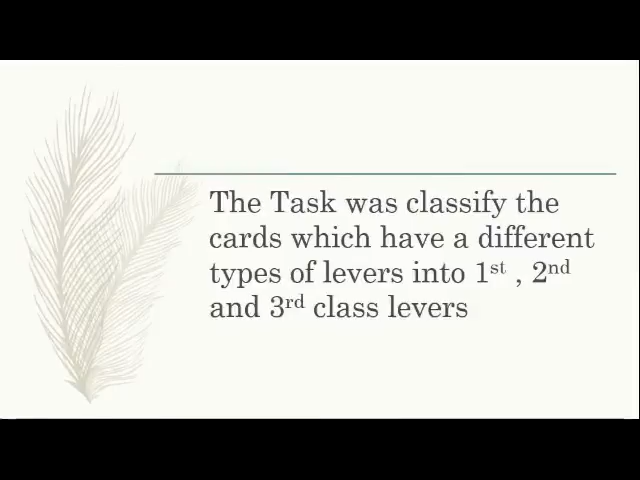 The Task was classify the
cards which have a different
types of levers into 1st , 2nd
and 3rd class levers